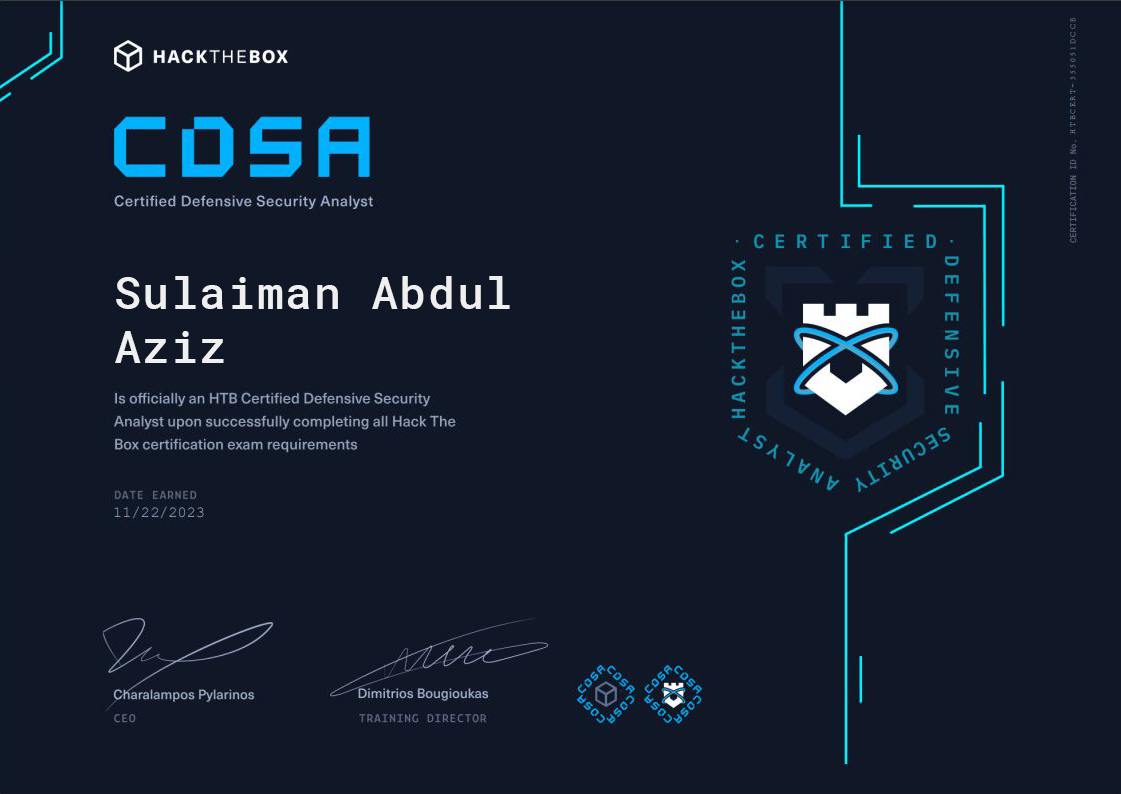 HACKTHEBOX
CDSA
Certified Defensive Security Analyst
Sulaiman Abdul
Aziz
Is officially an HTB Certified Defensive Security
Analyst upon successfully completing all Hack The
Box certification exam requirements
DATE EARNED
11/22/2023
Charalampos Pylarinos
CEO
Dimitrios Bougioukas
TRAINING DIRECTOR
CDSA CDSA CDSA CDSA
CDSA CDSA CDSA CDSA
· CERTIFIED ·
HACKTHEBOX
DEFENSIVE
SECURITY
ANALYST
CERTIFICATION ID No. HTBCERT-